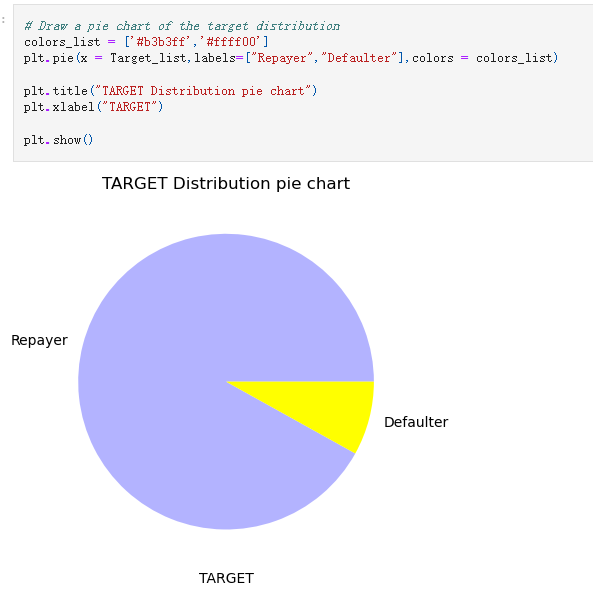 :
# Draw a pie chart of the target distribution
colors_list = ['#b3b3ff','#ffff00']
plt.pie(x = Target_list,labels=["Repayer","Defaulter"],colors = colors_list)
plt.title("TARGET Distribution pie chart")
plt.xlabel("TARGET")
plt.show()
TARGET Distribution pie chart
Repayer
Defaulter
TARGET